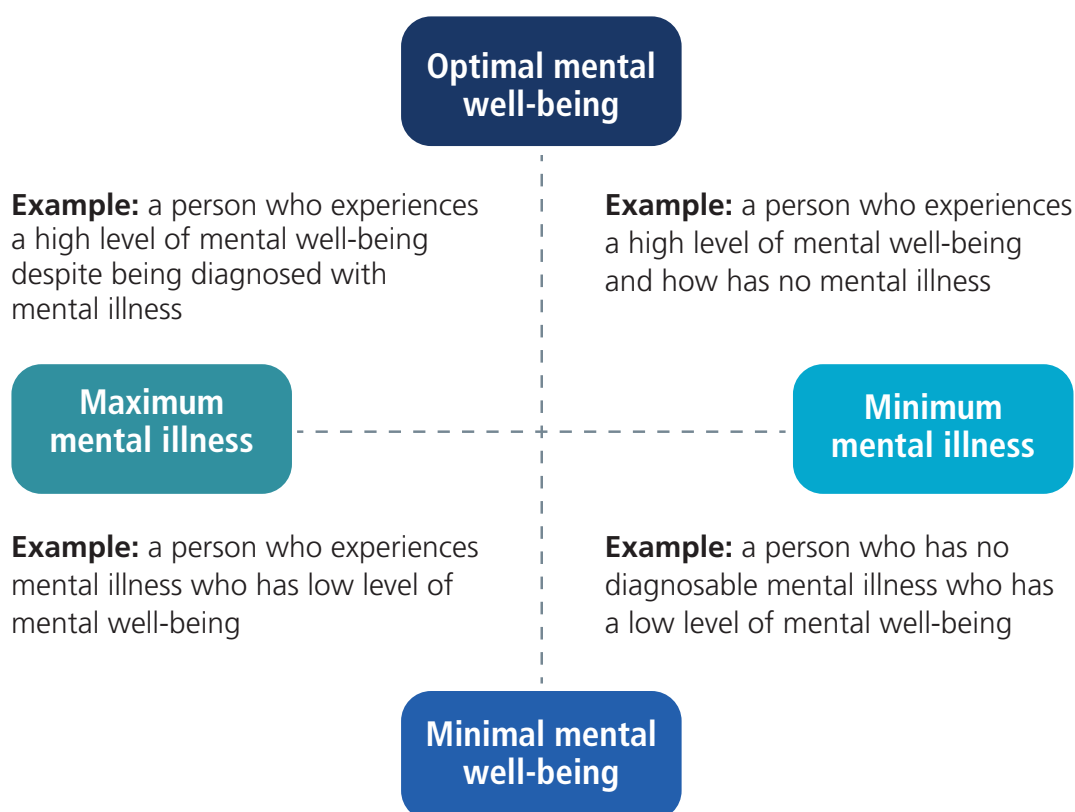 Optimal mental
well-being
Example: a person who experiences
a high level of mental well-being
despite being diagnosed with
mental illness
Example: a person who experiences
a high level of mental well-being
and how has no mental illness
Maximum
mental illness
Minimum
mental illness
Example: a person who experiences
mental illness who has low level of
mental well-being
Example: a person who has no
diagnosable mental illness who has
a low level of mental well-being
Minimal mental
well-being